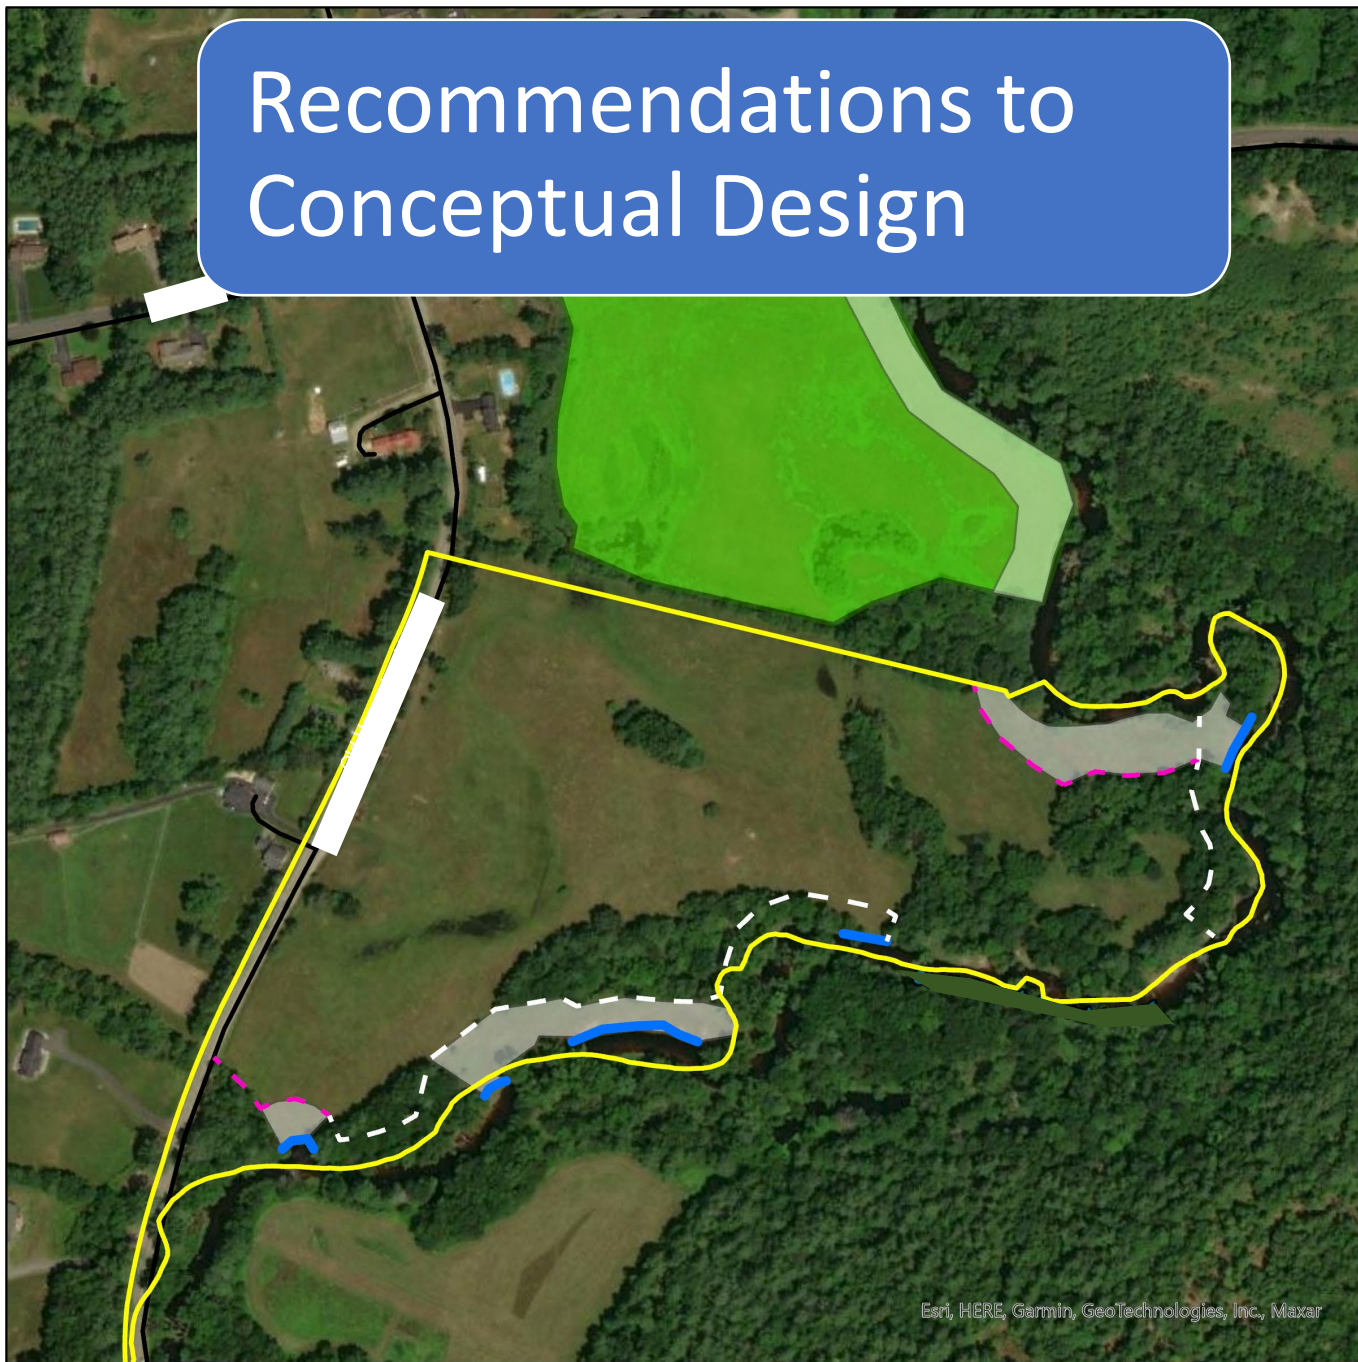 Recommendations to
Conceptual Design
Esri, HERE, Garmin, GeoTechnologies, Inc., Maxar